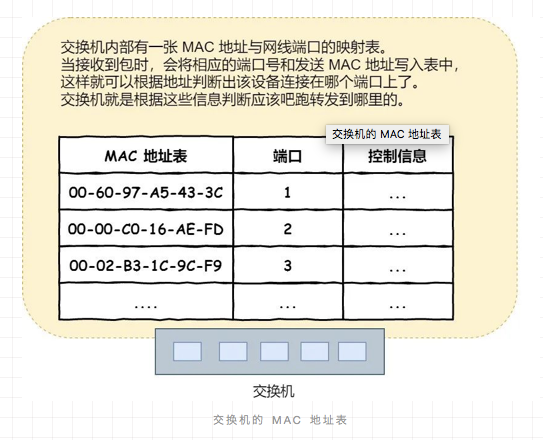 交换机内部有一张 MAC 地址与网线端口的映射表。
当接收到包时，会将相应的端口号和发送 MAC 地址写入表中，
这样就可以根据地址判断出该设备连接在哪个端口上了。
交换机就是根据这些信息判断应该吧跑转发到哪里的。
交换机的 MAC 地址表
MAC 地址表 端口 控制信息
00-60-97-A5-43-3C 1 ...
00-00-C0-16-AE-FD 2 ...
00-02-B3-1C-9C-F9 3 ...
.... ... ...
交换机
交换机的 MAC 地址表